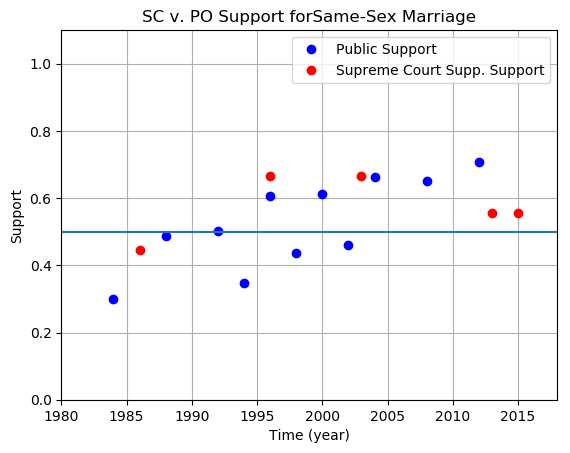 SC v. PO Support forSame-Sex Marriage
Public Support
Supreme Court Supp. Support
1.0
0.8
0.6
0.4
0.2
0.0
Support
1980 1985 1990 1995 2000 2005 2010 2015
Time (year)